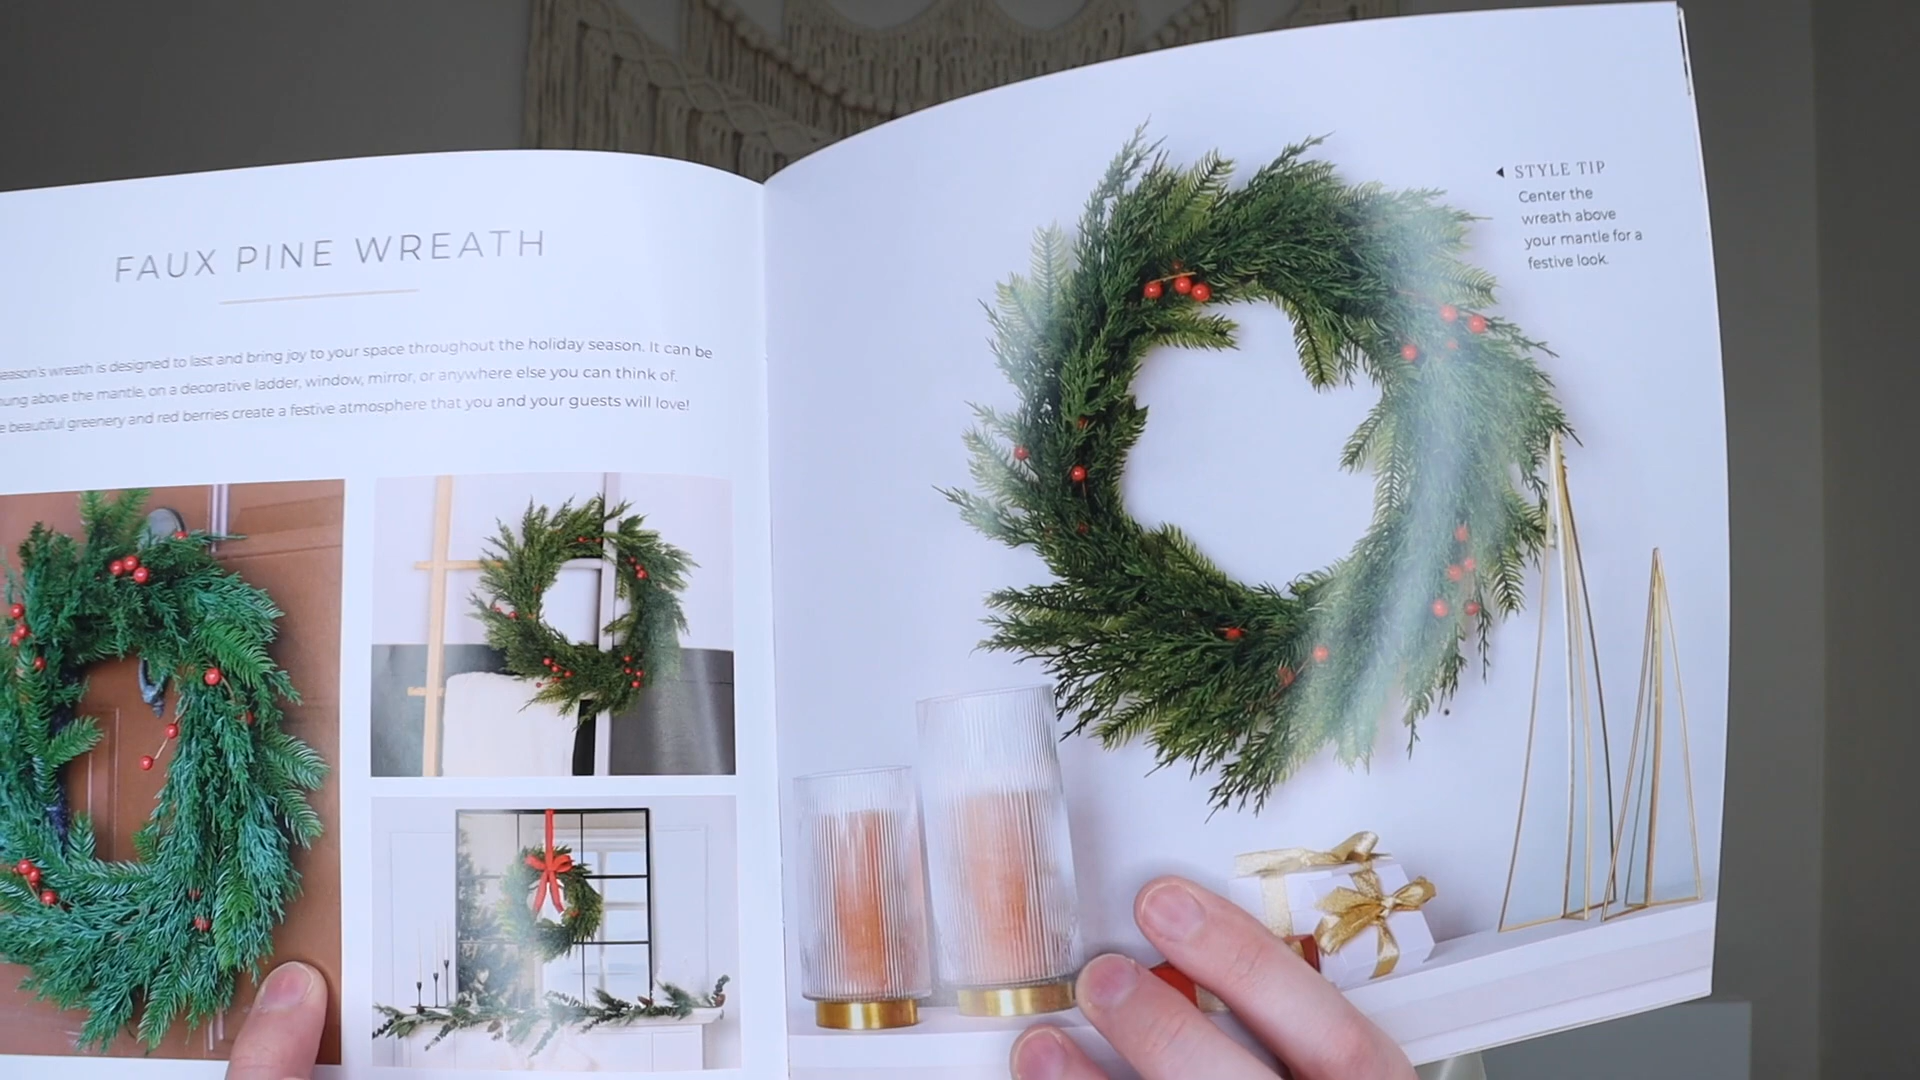 FAUX PINE WREATH
eason's wreath is designed to last and bring joy to your space throughout the holiday season. It can be
ung above the mantle, on a decorative ladder, window, mirror, or anywhere else you can think of.
e beautiful greenery and red berries create a festive atmosphere that you and your guests will love!
STYLE TIP
Center the
wreath above
your mantle for a
festive look.